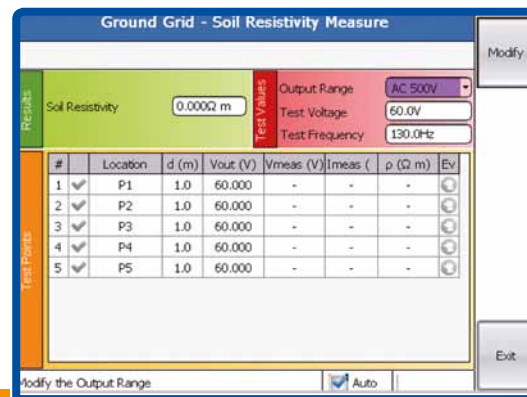 Ground Grid - Soil Resistivity Measure
Modify
Results
Soil Resistivity 0.000Ω m
Test Values
Output Range AC 500V
Test Voltage 60.0V
Test Frequency 130.0Hz
Test Points
# Location d (m) Vout (V) Vmeas (V) Imeas ( ρ (Ω m) Ev
1 P1 1.0 60.000 - - -
2 P2 1.0 60.000 - - -
3 P3 1.0 60.000 - - -
4 P4 1.0 60.000 - - -
5 P5 1.0 60.000 - - -
Exit
Modify the Output Range Auto